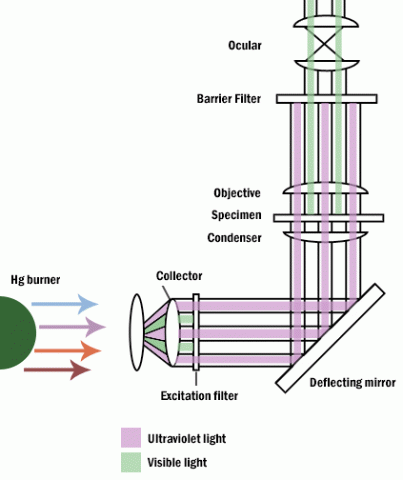 Ocular
Barrier Filter
Objective
Specimen
Condenser
Hg burner
Collector
Excitation filter
Deflecting mirror
Ultraviolet light
Visible light